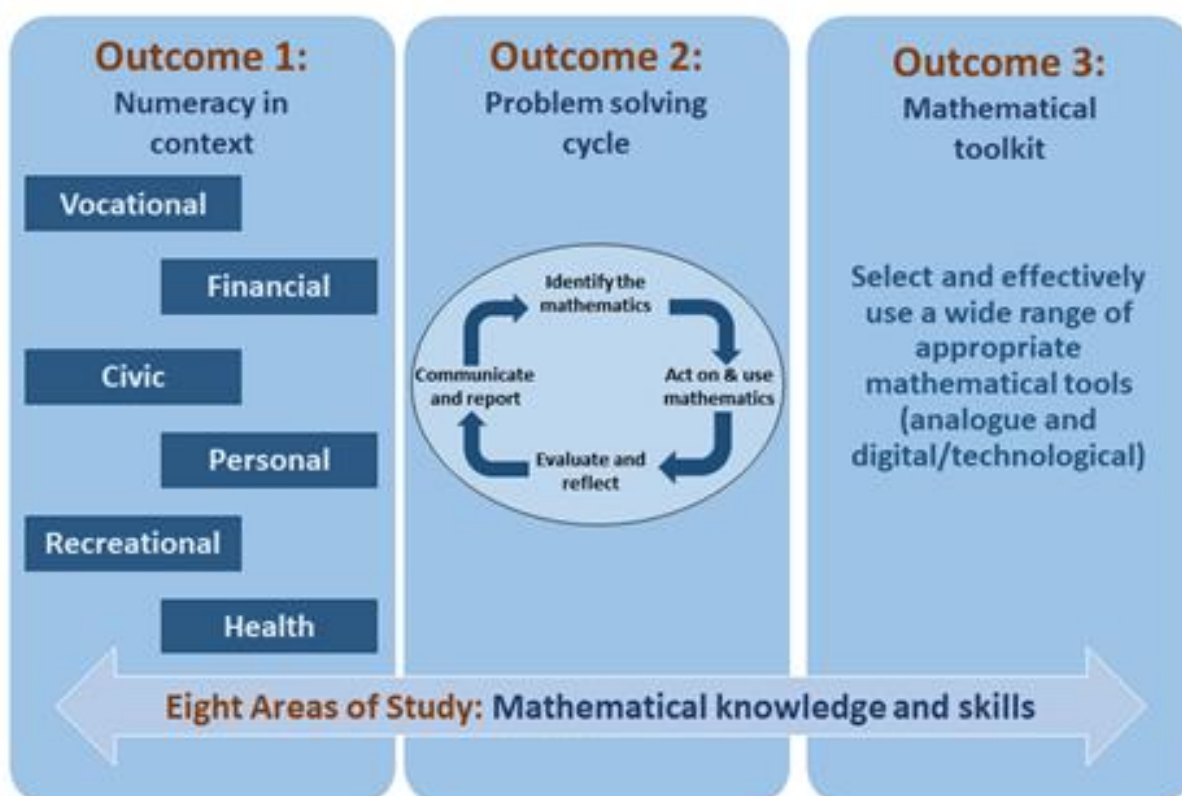 Outcome 1:
Numeracy in
context
Vocational
Financial
Civic
Personal
Recreational
Health
Outcome 2:
Problem solving
cycle
Identify the
mathematics
Act on & use
mathematics
Evaluate and
reflect
Communicate
and report
Outcome 3:
Mathematical
toolkit
Select and effectively
use a wide range of
appropriate
mathematical tools
(analogue and
digital/technological)
Eight Areas of Study: Mathematical knowledge and skills